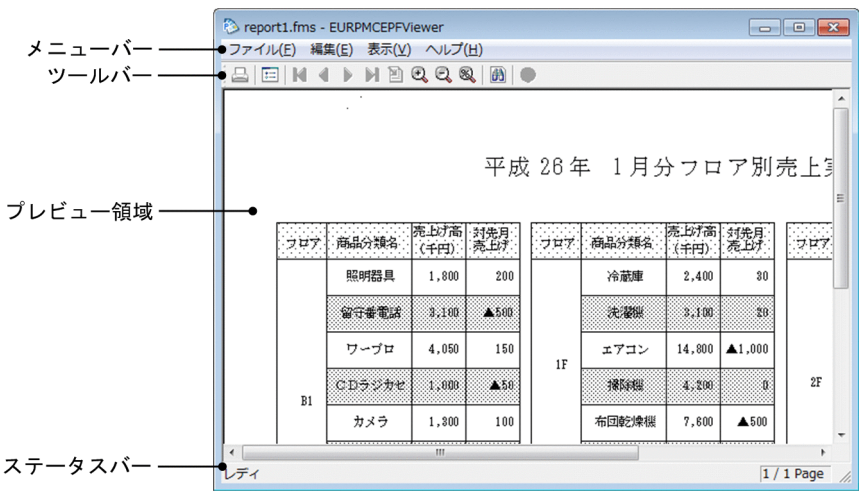 report1.fms - EURPMCEPFViewer
メニューバー
ファイル(F) 編集(E) 表示(V) ヘルプ(H)
ツールバー
平成 26年 1月分フロア別売上実
プレビュー領域
フロア 商品分類名 売上げ高(千円) 対先月売上げ フロア 商品分類名 売上げ高(千円) 対先月売上げ フロア
照明器具 1,800 200 冷蔵庫 2,400 30
留守番電話 3,100 ▲500 洗濯機 3,100 20
ワープロ 4,050 150 エアコン 14,800 ▲1,000
B1 1F 2F
CDラジカセ 1,000 ▲50 掃除機 4,200 0
カメラ 1,300 100 布団乾燥機 7,600 ▲500
ステータスバー
レディ 1 / 1 Page